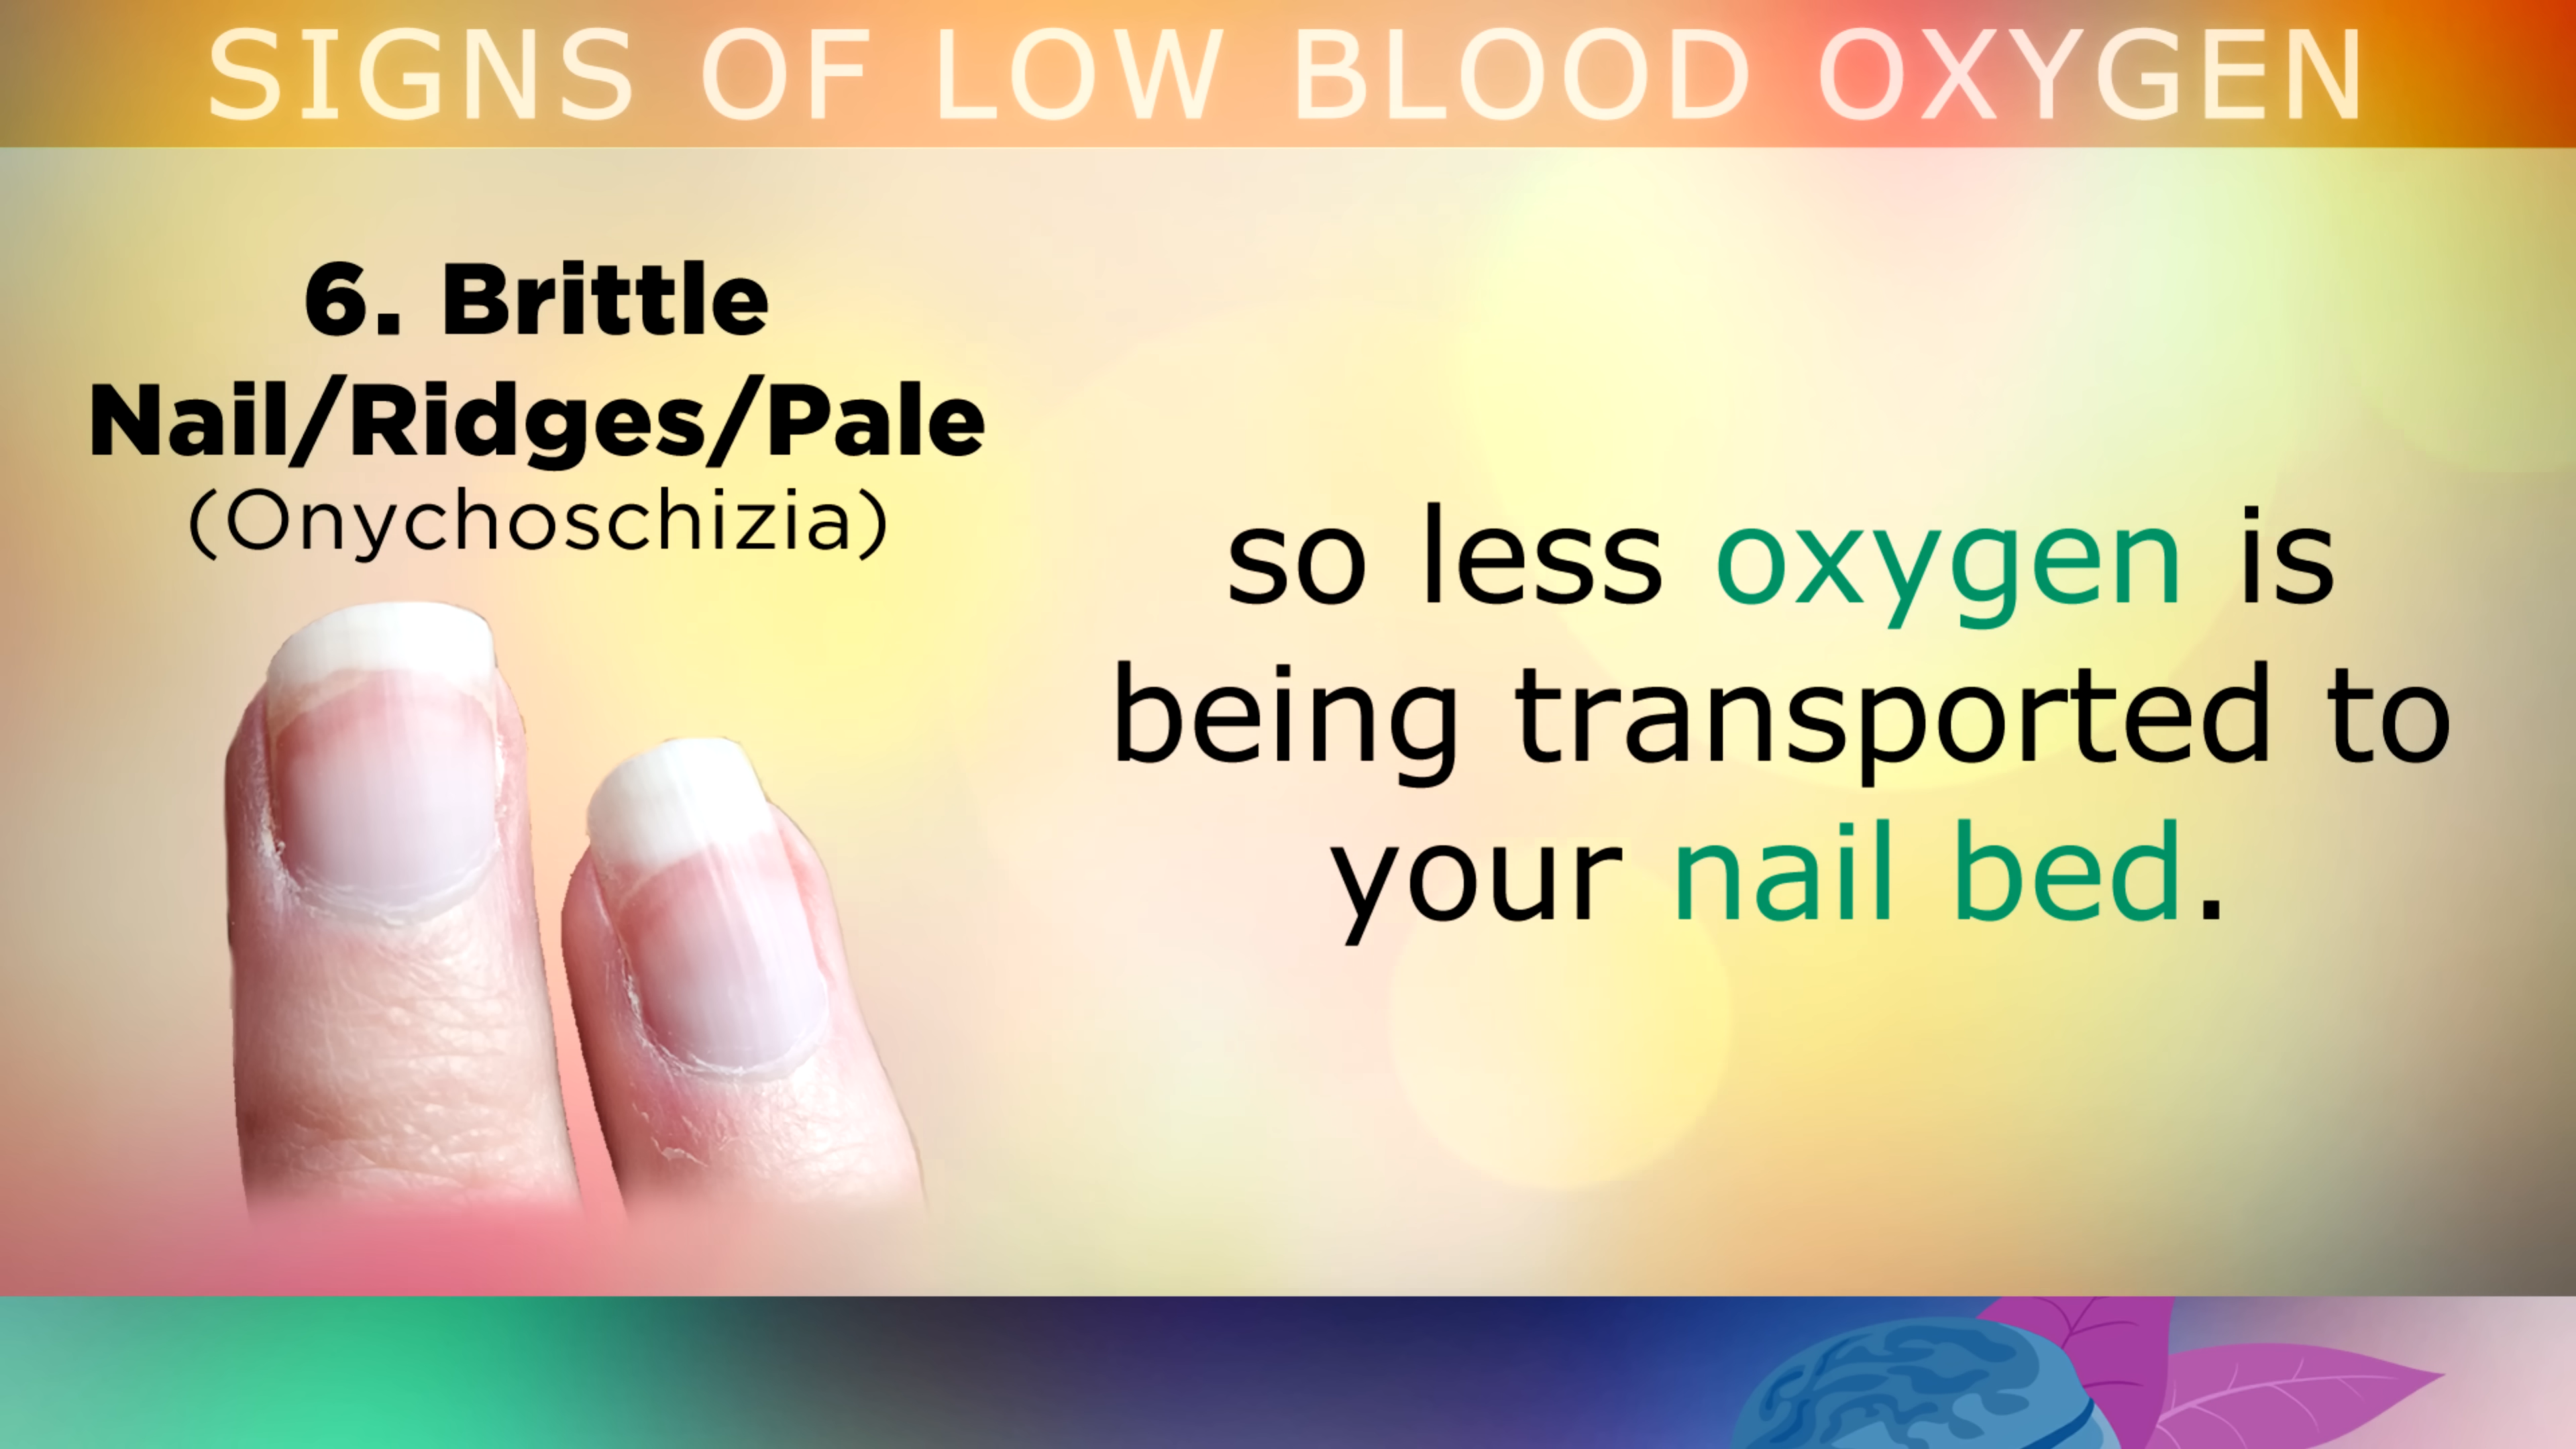 SIGNS OF LOW BLOOD OXYGEN
6. Brittle
Nail/Ridges/Pale
(Onychoschizia)
so less oxygen is
being transported to
your nail bed.